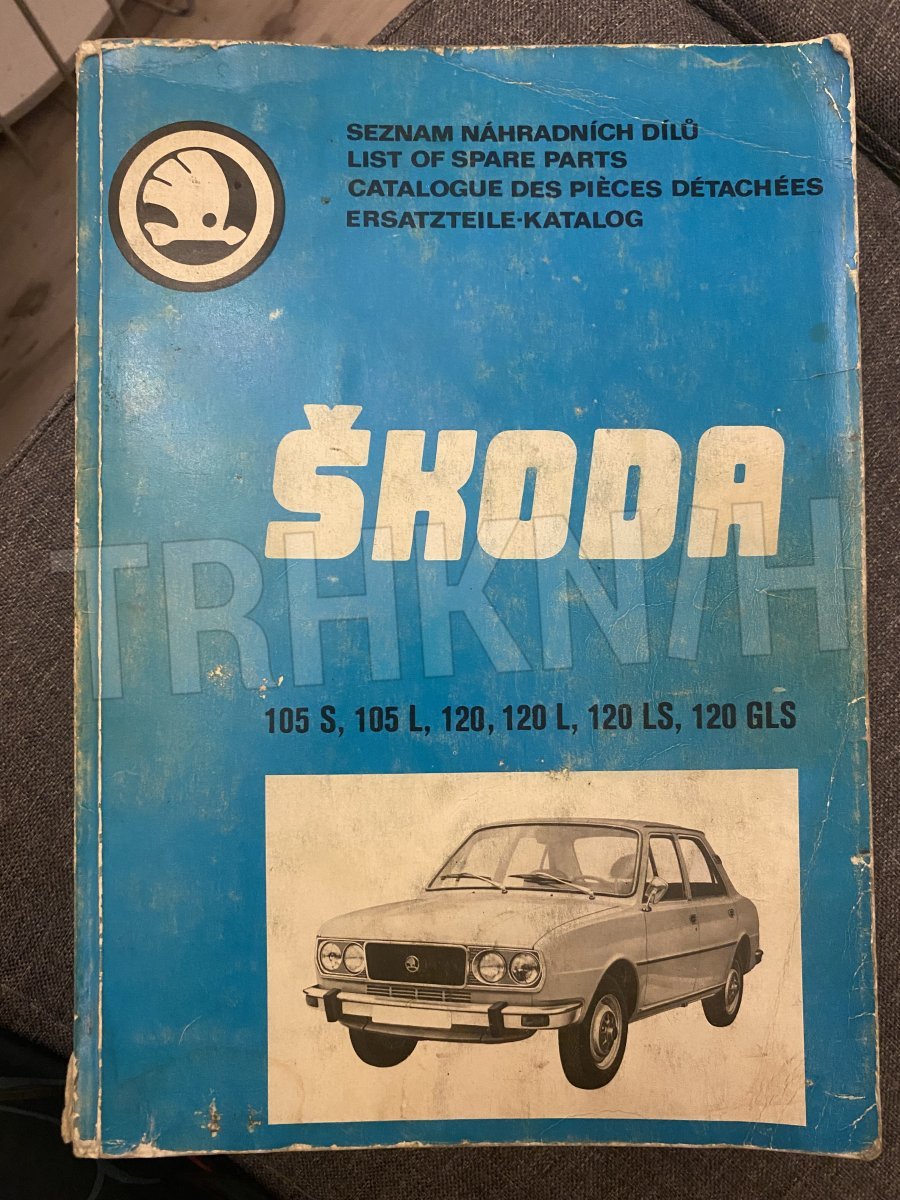 SEZNAM NÁHRADNÍCH DÍLŮ
LIST OF SPARE PARTS
CATALOGUE DES PIÈCES DÉTACHÉES
ERSATZTEILE-KATALOG
ŠKODA
TRHKN/H
105 S, 105 L, 120, 120 L, 120 LS, 120 GLS